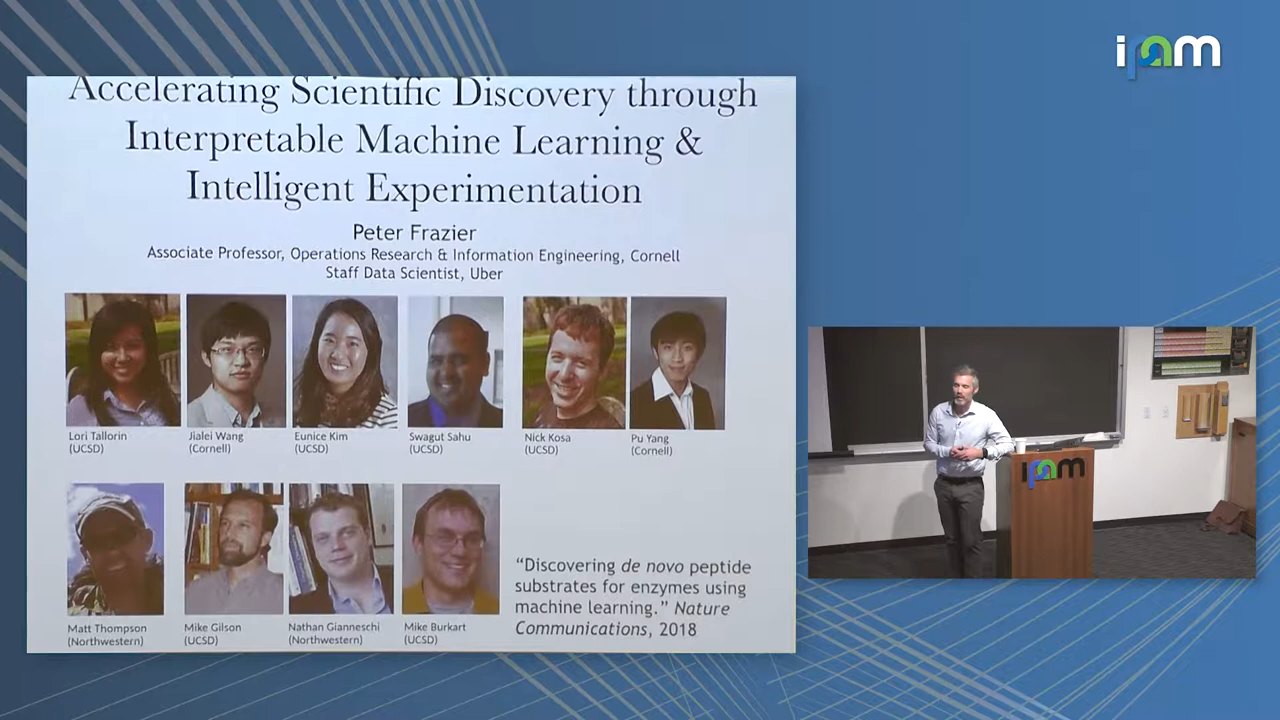 ipam
Accelerating Scientific Discovery through
Interpretable Machine Learning &
Intelligent Experimentation
Peter Frazier
Associate Professor, Operations Research & Information Engineering, Cornell
Staff Data Scientist, Uber
Lori Tallorin
(UCSD)
Jialei Wang
(Cornell)
Eunice Kim
(UCSD)
Swagut Sahu
(UCSD)
Nick Kosa
(UCSD)
Pu Yang
(Cornell)
Matt Thompson
(Northwestern)
Mike Gilson
(UCSD)
Nathan Gianneschi
(Northwestern)
Mike Burkart
(UCSD)
“Discovering de novo peptide
substrates for enzymes using
machine learning.” Nature
Communications, 2018
ipam